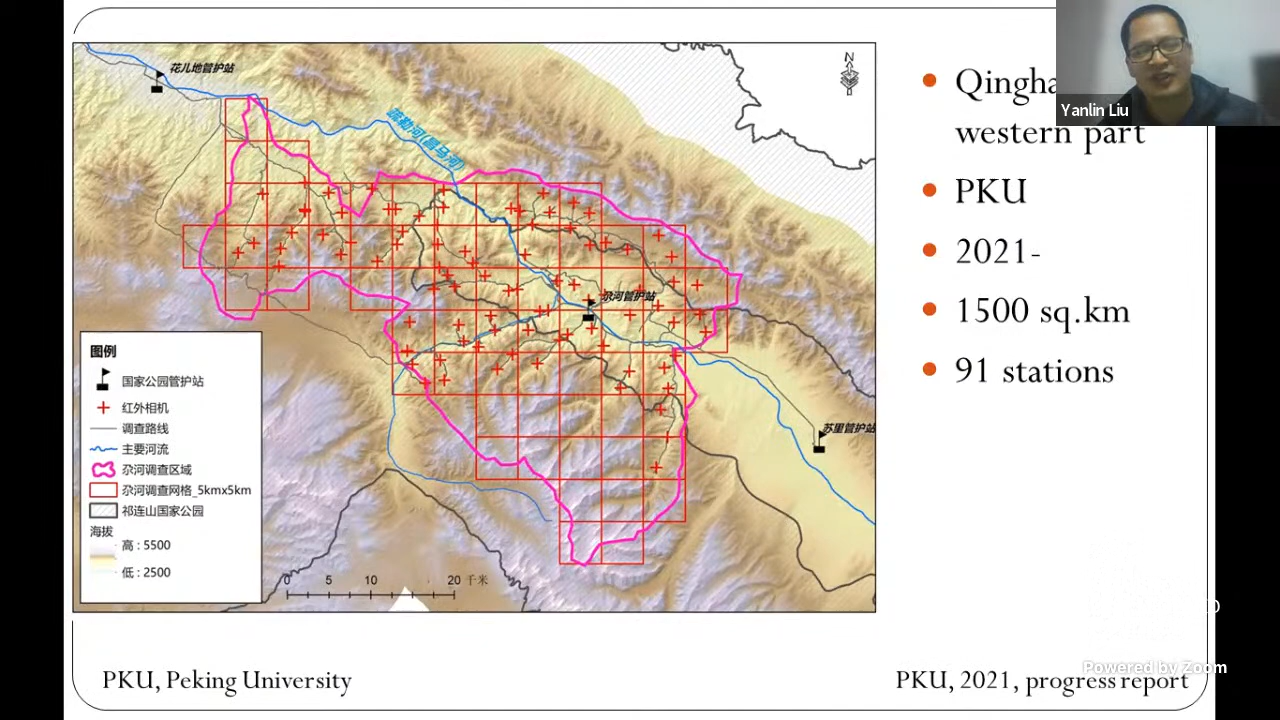 花儿地管护站
N
疏勒河(昌马河)
尕河管护站
苏里管护站
图例
国家公园管护站
红外相机
调查路线
主要河流
尕河调查区域
尕河调查网格_5kmx5km
祁连山国家公园
海拔
高 : 5500
低 : 2500
0 5 10 20 千米
Yanlin Liu
western part
PKU
2021-
1500 sq.km
91 stations
PKU, Peking University
PKU, 2021, progress report
Powered by Zoom